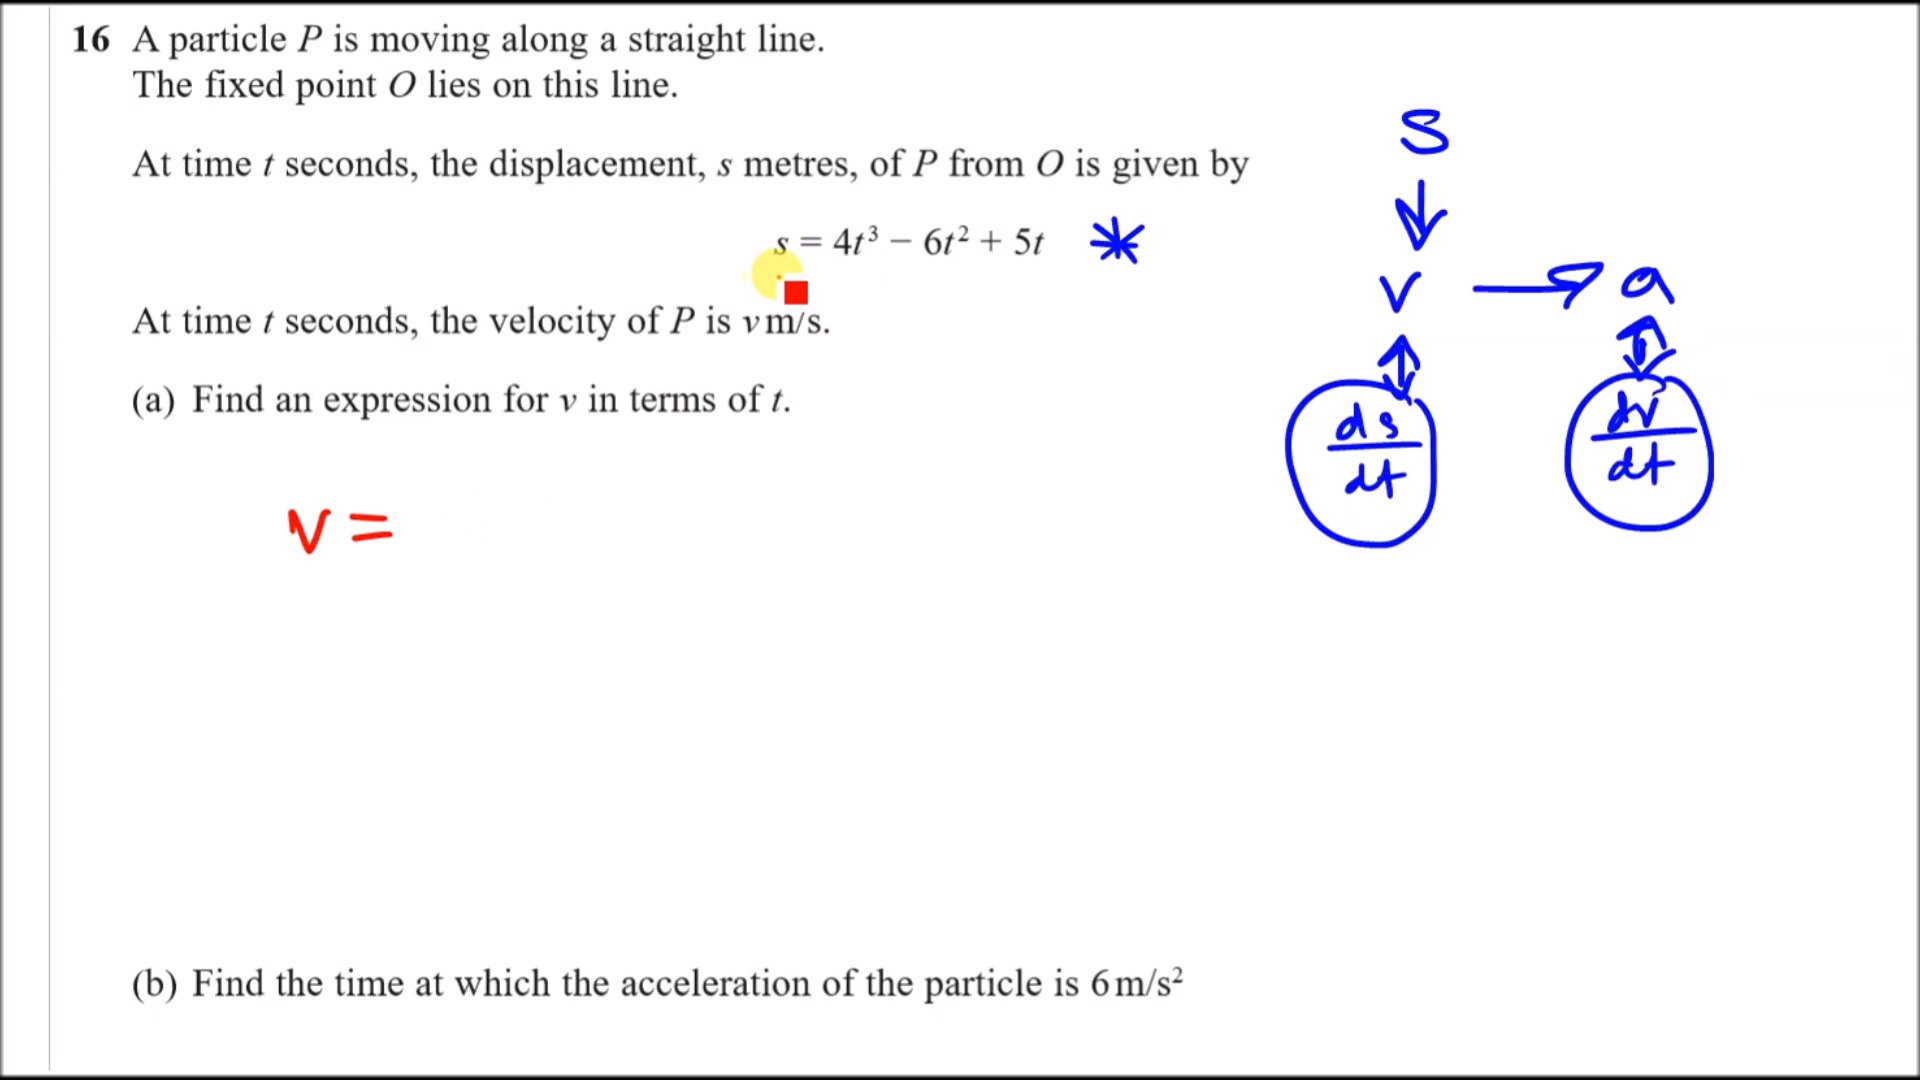 16 A particle P is moving along a straight line.
The fixed point O lies on this line.
At time t seconds, the displacement, s metres, of P from O is given by
s = 4t³ − 6t² + 5t *
At time t seconds, the velocity of P is v m/s.
(a) Find an expression for v in terms of t.
v =
s
v → a
ds/dt
dv/dt
(b) Find the time at which the acceleration of the particle is 6 m/s²